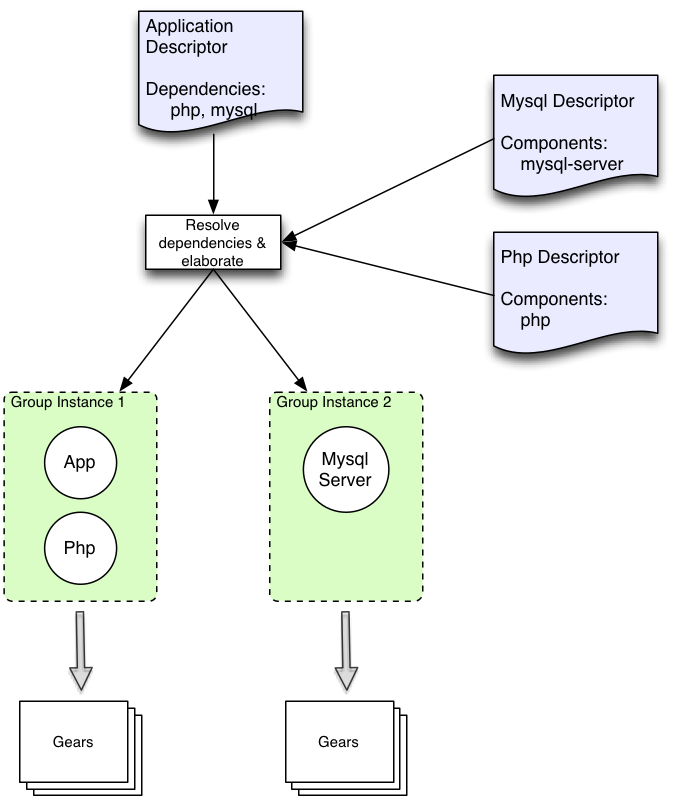 Application
Descriptor
Dependencies:
php, mysql
Mysql Descriptor
Components:
mysql-server
Resolve
dependencies &
elaborate
Php Descriptor
Components:
php
Group Instance 1
App
Php
Group Instance 2
Mysql
Server
Gears
Gears